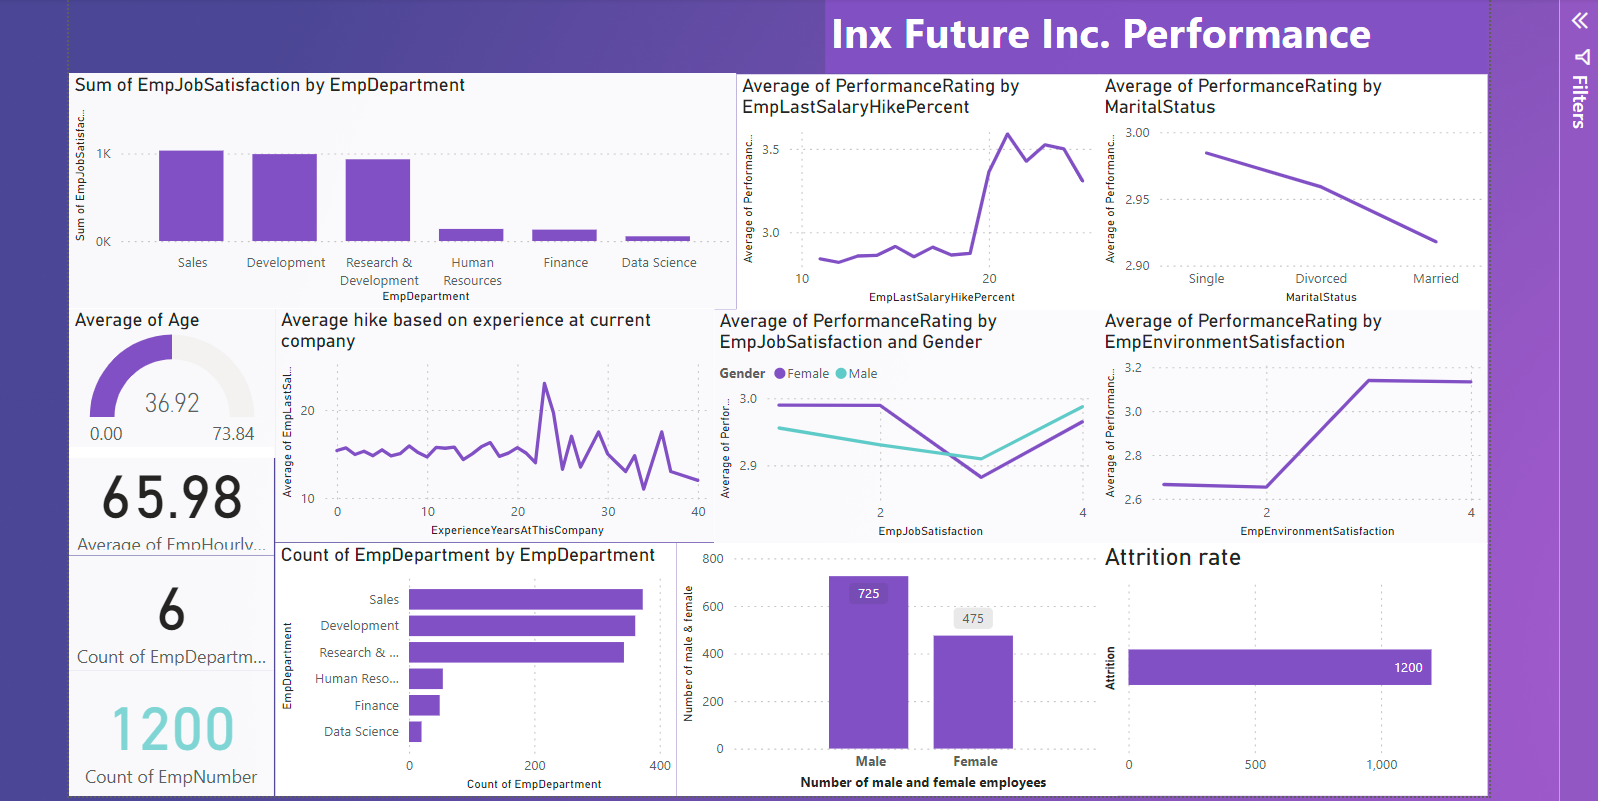 Inx Future Inc. Performance
Filters
Sum of EmpJobSatisfaction by EmpDepartment
Sum of EmpJobSatisfac...
1K
0K
Sales
Development
Research &
Development
Human
Resources
Finance
Data Science
EmpDepartment
Average of PerformanceRating by
EmpLastSalaryHikePercent
Average of Performanc...
3.5
3.0
10
20
EmpLastSalaryHikePercent
Average of PerformanceRating by
MaritalStatus
Average of Performanc...
3.00
2.95
2.90
Single
Divorced
Married
MaritalStatus
Average of Age
36.92
0.00
73.84
Average hike based on experience at current
company
Average of EmpLastSal...
20
10
0
10
20
30
40
ExperienceYearsAtThisCompany
Average of PerformanceRating by
EmpJobSatisfaction and Gender
Gender
Female
Male
Average of Perfor...
3.0
2.9
2
4
EmpJobSatisfaction
Average of PerformanceRating by
EmpEnvironmentSatisfaction
Average of Performanc...
3.2
3.0
2.8
2.6
2
4
EmpEnvironmentSatisfaction
65.98
Average of EmpHourly...
6
Count of EmpDepartm...
1200
Count of EmpNumber
Count of EmpDepartment by EmpDepartment
EmpDepartment
Sales
Development
Research & ...
Human Reso...
Finance
Data Science
0
200
400
Count of EmpDepartment
Number of male & female
800
600
400
200
0
725
475
Male
Female
Number of male and female employees
Attrition rate
Attrition
1200
0
500
1,000